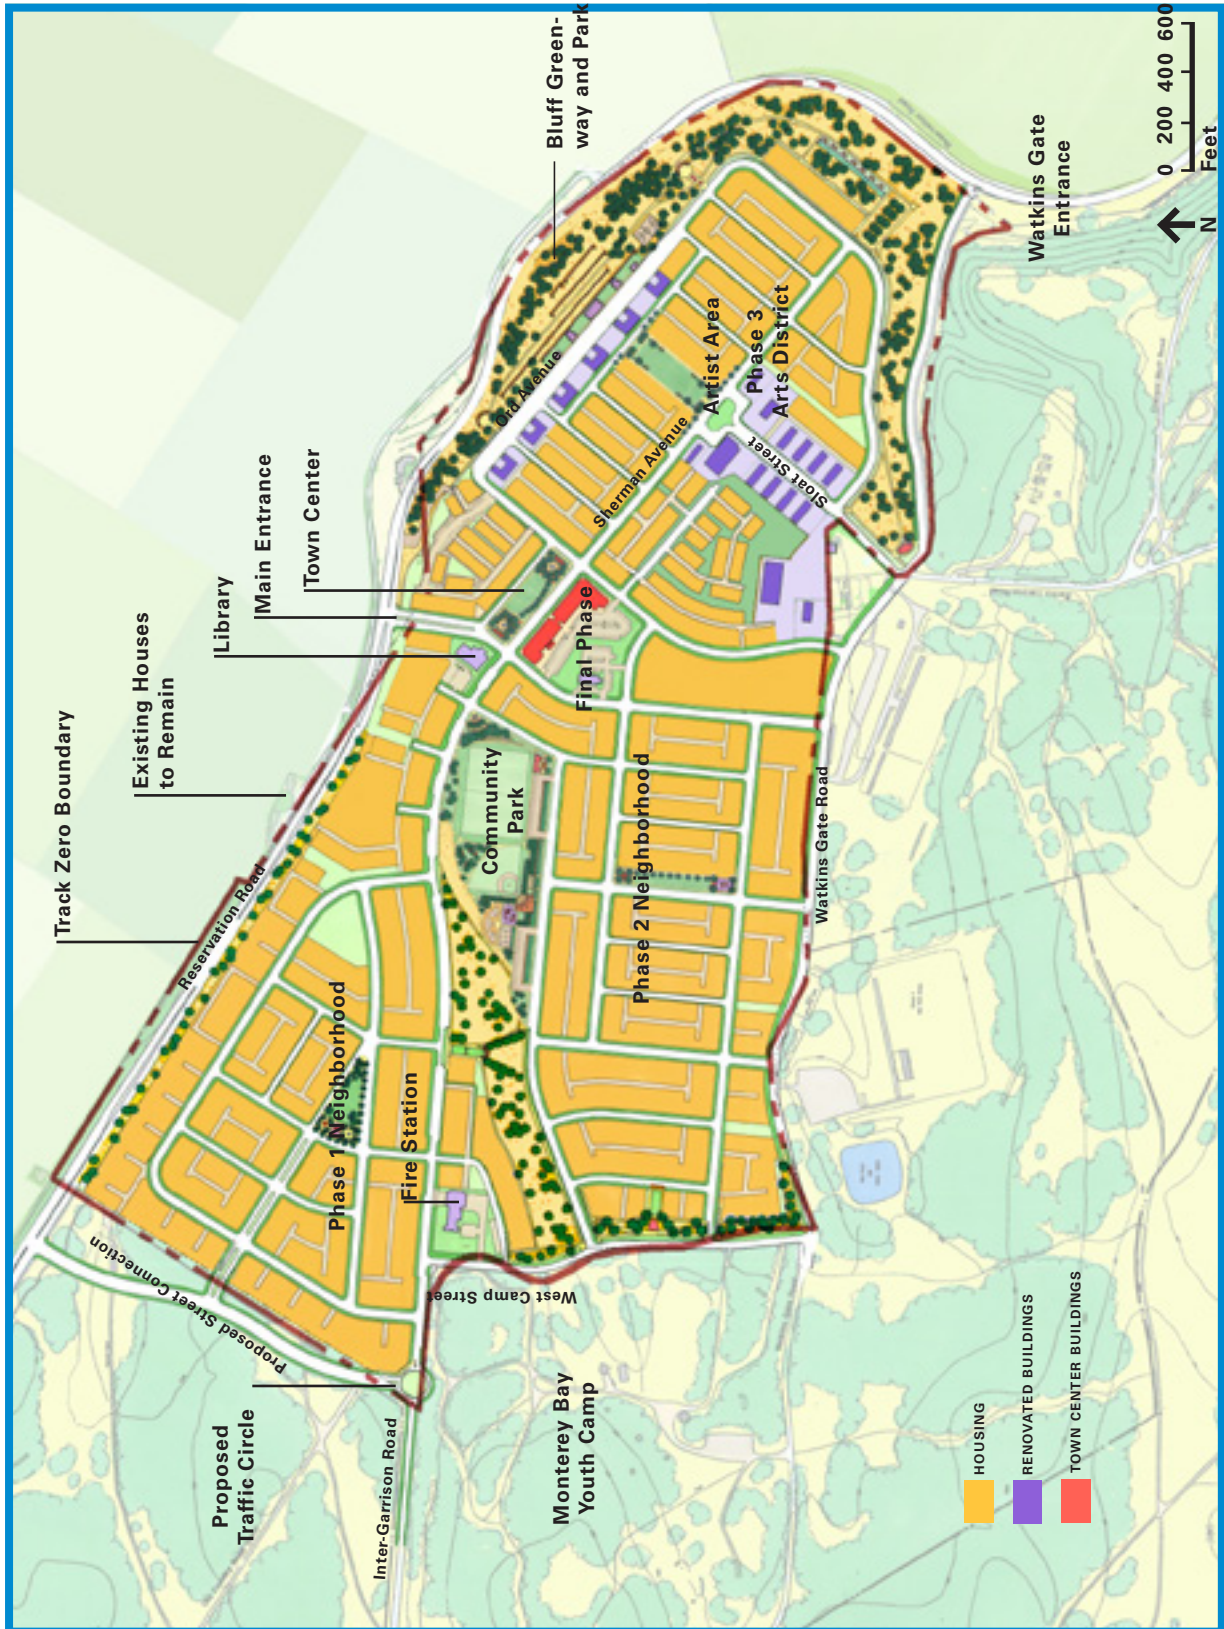 Track Zero Boundary
Existing Houses
to Remain
Library
Main Entrance
Town Center
Bluff Green-
way and Park
Reservation Road
Ord Avenue
Sherman Avenue
Artist Area
Phase 3
Arts District
Sloat Street
Final Phase
Community
Park
Phase 1 Neighborhood
Phase 2 Neighborhood
Fire Station
Watkins Gate Road
Watkins Gate
Entrance
Proposed Street Connection
West Camp Street
Proposed
Traffic Circle
Inter-Garrison Road
Monterey Bay
Youth Camp
HOUSING
RENOVATED BUILDINGS
TOWN CENTER BUILDINGS
0 200 400 600
Feet
N